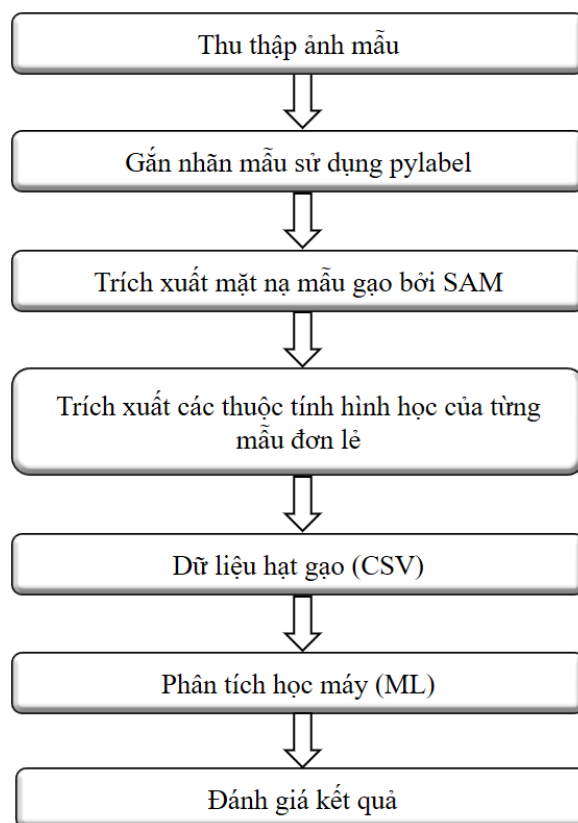 Thu thập ảnh mẫu
Gắn nhãn mẫu sử dụng pylabel
Trích xuất mặt nạ mẫu gạo bởi SAM
Trích xuất các thuộc tính hình học của từng
mẫu đơn lẻ
Dữ liệu hạt gạo (CSV)
Phân tích học máy (ML)
Đánh giá kết quả